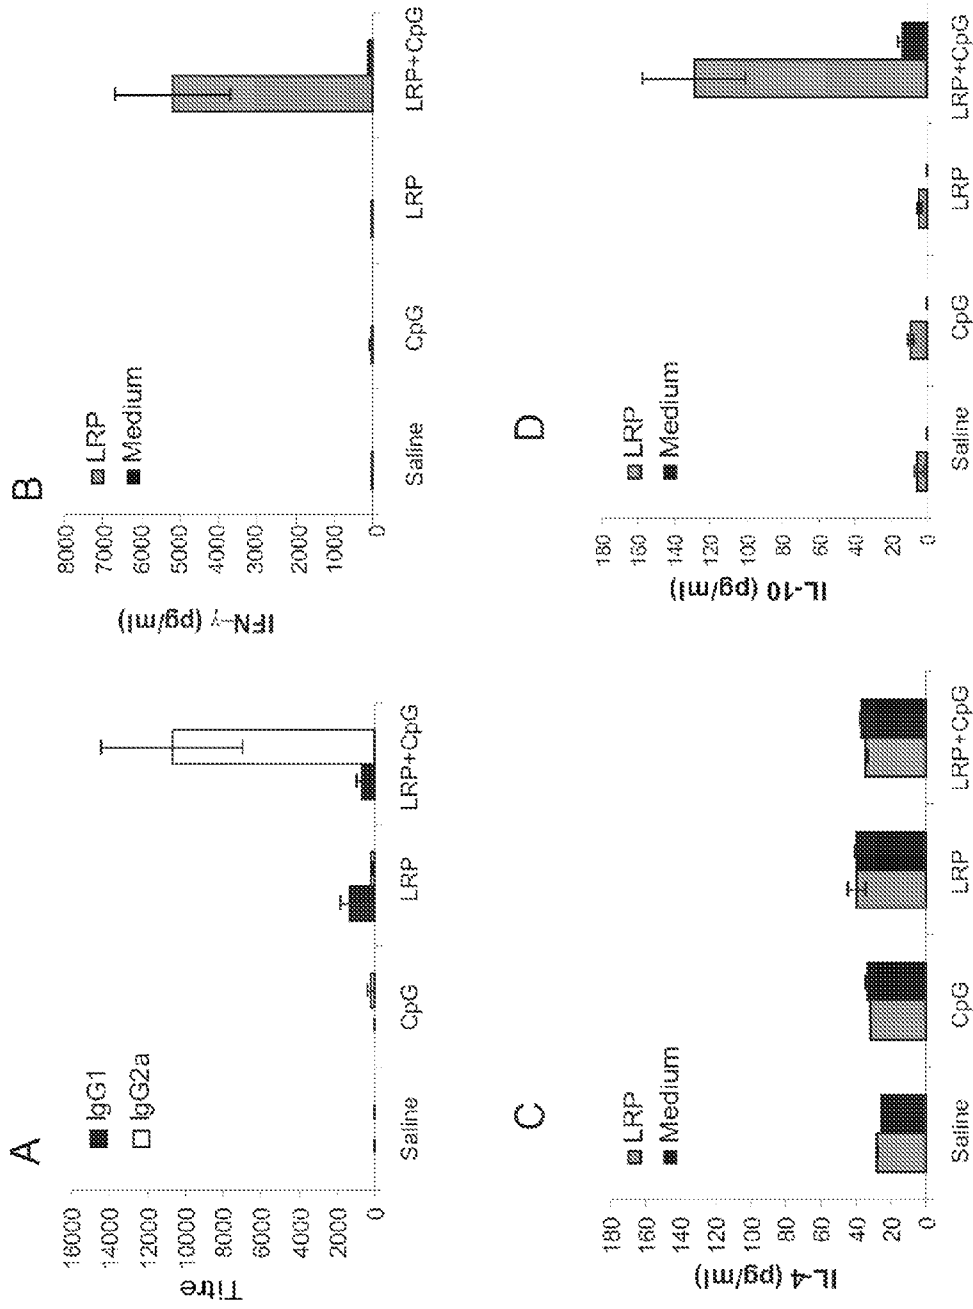 A
IgG1
IgG2a
Titre
16000
14000
12000
10000
8000
6000
4000
2000
0
Saline
CpG
LRP
LRP+CpG
B
LRP
Medium
IFN-γ (pg/ml)
8000
7000
6000
5000
4000
3000
2000
1000
0
Saline
CpG
LRP
LRP+CpG
C
LRP
Medium
IL-4 (pg/ml)
180
160
140
120
100
80
60
40
20
0
Saline
CpG
LRP
LRP+CpG
D
LRP
Medium
IL-10 (pg/ml)
180
160
140
120
100
80
60
40
20
0
Saline
CpG
LRP
LRP+CpG